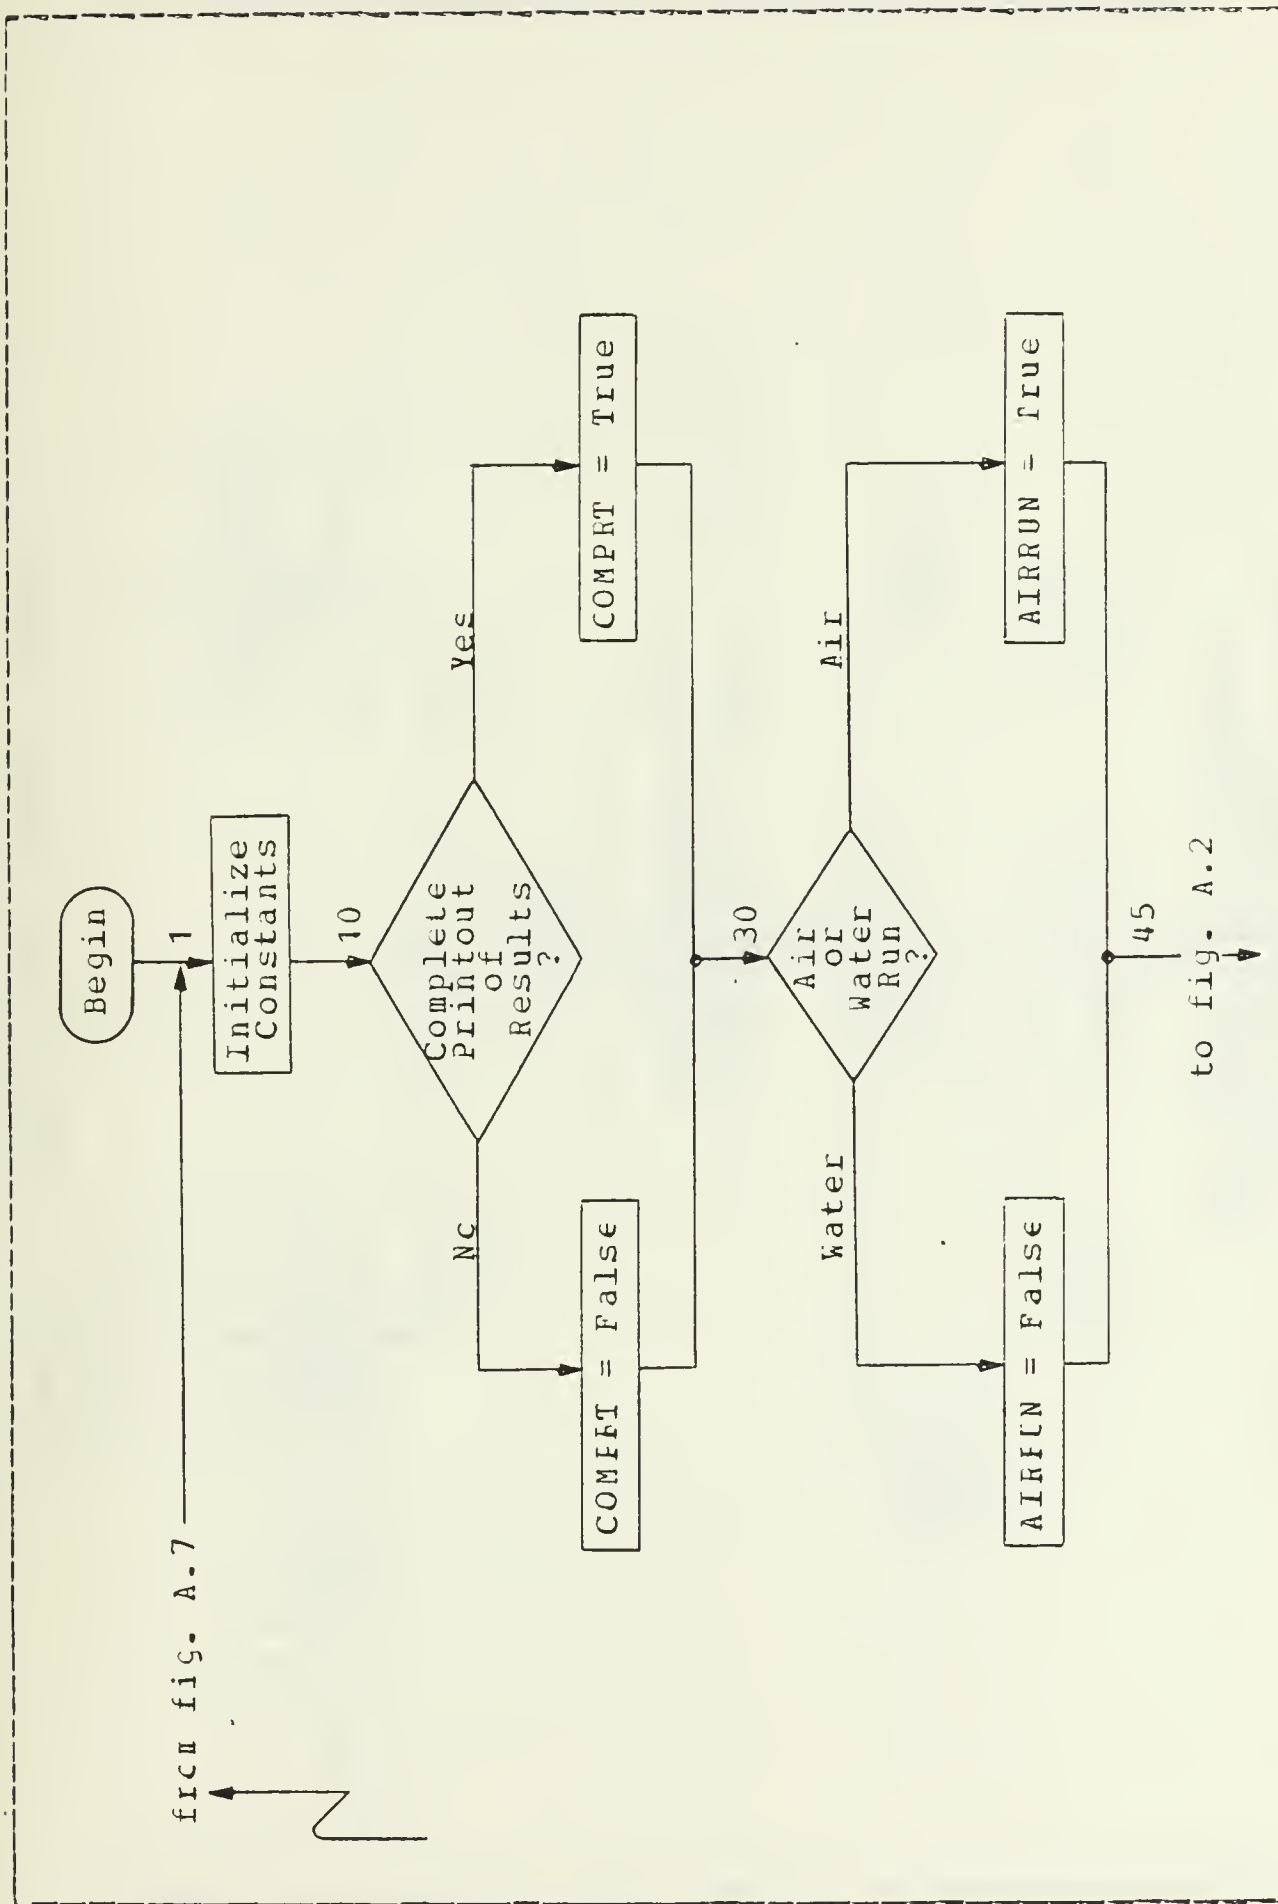 Begin
from fig. A.7
1
Initialize
Constants
10
Complete
Printout
of
Results
?
No
Yes
COMPRT = False
COMPRT = True
30
Air
or
Water
Run
?
Water
Air
AIRRUN = False
AIRRUN = True
45
to fig. A.2